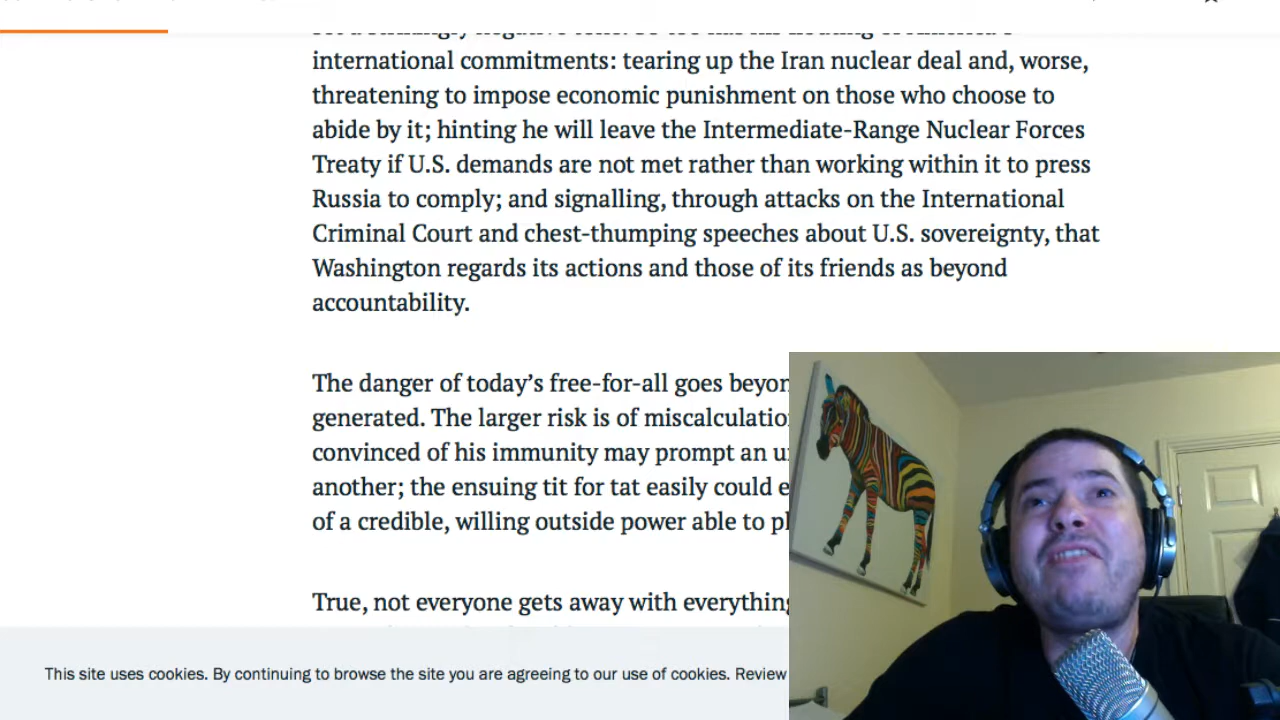 international commitments: tearing up the Iran nuclear deal and, worse,
threatening to impose economic punishment on those who choose to
abide by it; hinting he will leave the Intermediate-Range Nuclear Forces
Treaty if U.S. demands are not met rather than working within it to press
Russia to comply; and signalling, through attacks on the International
Criminal Court and chest-thumping speeches about U.S. sovereignty, that
Washington regards its actions and those of its friends as beyond
accountability.
The danger of today’s free-for-all goes beyon
generated. The larger risk is of miscalculatio
convinced of his immunity may prompt an u
another; the ensuing tit for tat easily could e
of a credible, willing outside power able to pl
True, not everyone gets away with everything
This site uses cookies. By continuing to browse the site you are agreeing to our use of cookies. Review